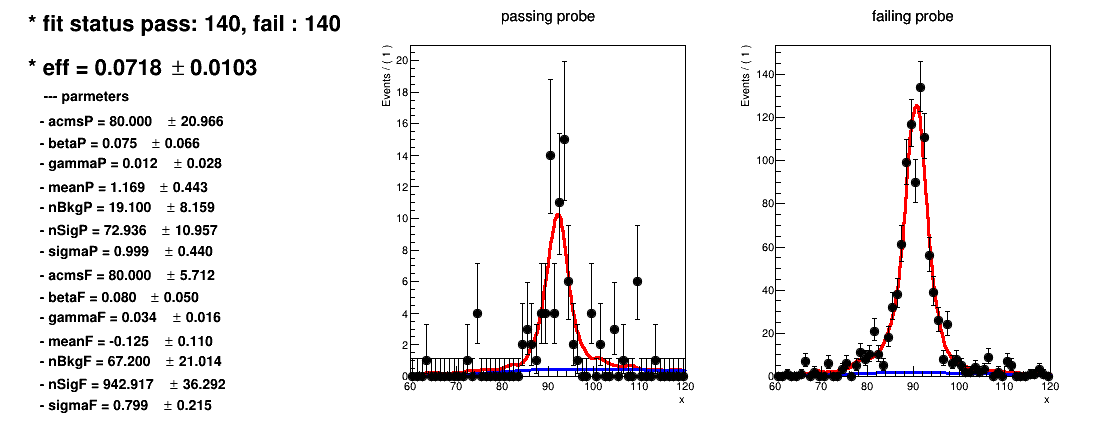 * fit status pass: 140, fail : 140
* eff = 0.0718 ± 0.0103
--- parmeters
- acmsP = 80.000 ± 20.966
- betaP = 0.075 ± 0.066
- gammaP = 0.012 ± 0.028
- meanP = 1.169 ± 0.443
- nBkgP = 19.100 ± 8.159
- nSigP = 72.936 ± 10.957
- sigmaP = 0.999 ± 0.440
- acmsF = 80.000 ± 5.712
- betaF = 0.080 ± 0.050
- gammaF = 0.034 ± 0.016
- meanF = -0.125 ± 0.110
- nBkgF = 67.200 ± 21.014
- nSigF = 942.917 ± 36.292
- sigmaF = 0.799 ± 0.215
passing probe
Events / ( 1 )
20
18
16
14
12
10
8
6
4
2
0
60 70 80 90 100 110 120
x
failing probe
Events / ( 1 )
140
120
100
80
60
40
20
0
60 70 80 90 100 110 120
x